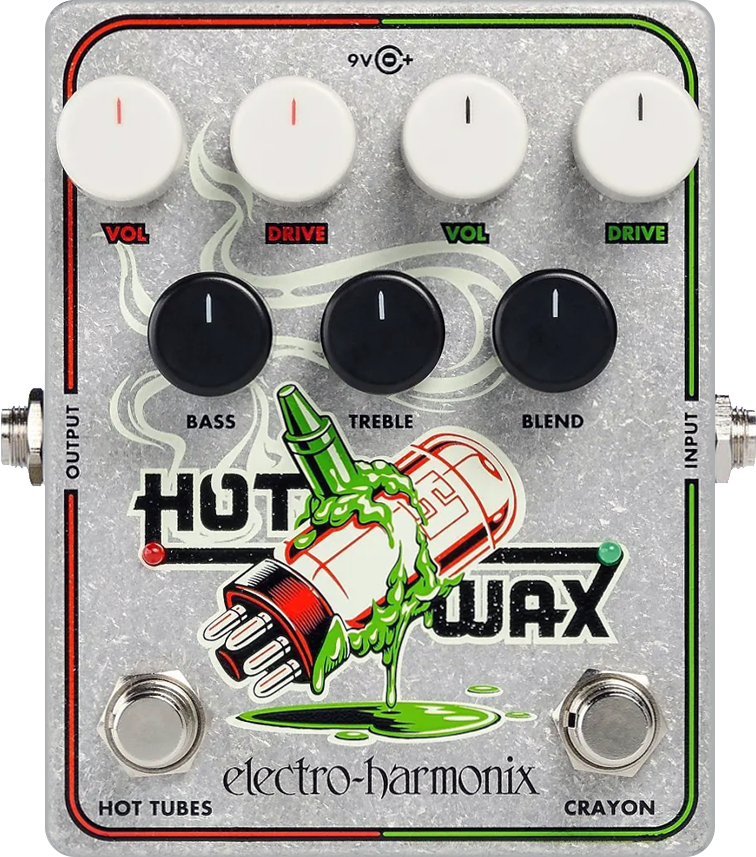 9V +
VOL DRIVE VOL DRIVE
BASS TREBLE BLEND
OUTPUT
INPUT
HOT
WAX
electro-harmonix
HOT TUBES CRAYON